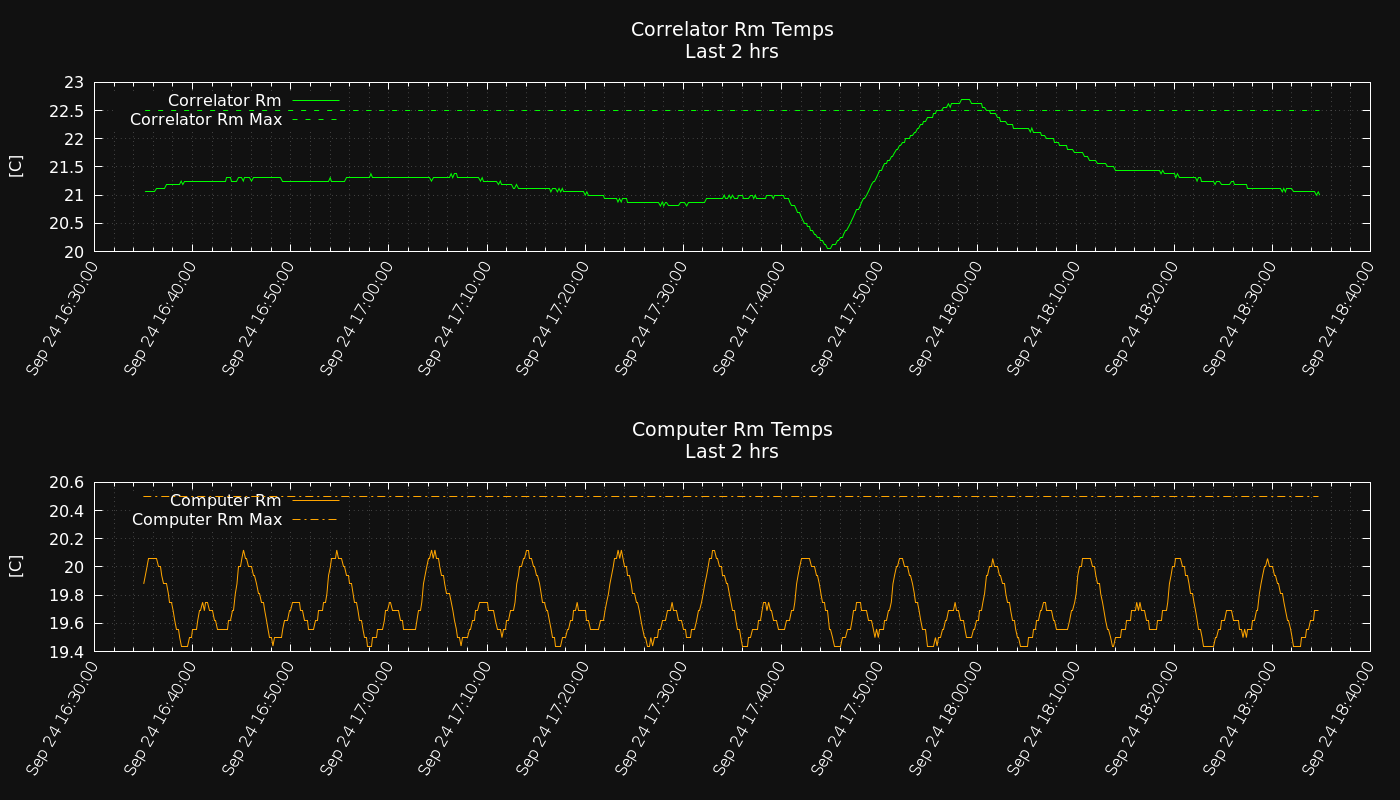 Correlator Rm Temps
Last 2 hrs
[C]
23
22.5
22
21.5
21
20.5
20
Correlator Rm
Correlator Rm Max
Sep 24 16:30:00
Sep 24 16:40:00
Sep 24 16:50:00
Sep 24 17:00:00
Sep 24 17:10:00
Sep 24 17:20:00
Sep 24 17:30:00
Sep 24 17:40:00
Sep 24 17:50:00
Sep 24 18:00:00
Sep 24 18:10:00
Sep 24 18:20:00
Sep 24 18:30:00
Sep 24 18:40:00
Computer Rm Temps
Last 2 hrs
[C]
20.6
20.4
20.2
20
19.8
19.6
19.4
Computer Rm
Computer Rm Max
Sep 24 16:30:00
Sep 24 16:40:00
Sep 24 16:50:00
Sep 24 17:00:00
Sep 24 17:10:00
Sep 24 17:20:00
Sep 24 17:30:00
Sep 24 17:40:00
Sep 24 17:50:00
Sep 24 18:00:00
Sep 24 18:10:00
Sep 24 18:20:00
Sep 24 18:30:00
Sep 24 18:40:00